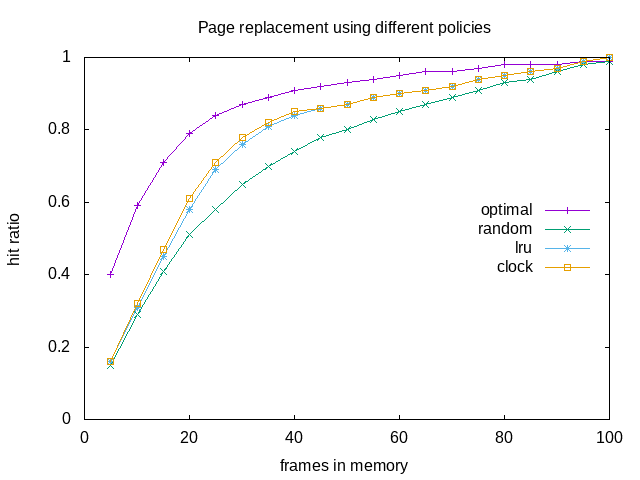 Page replacement using different policies
1
0.8
0.6
0.4
0.2
0
hit ratio
optimal
random
lru
clock
0 20 40 60 80 100
frames in memory